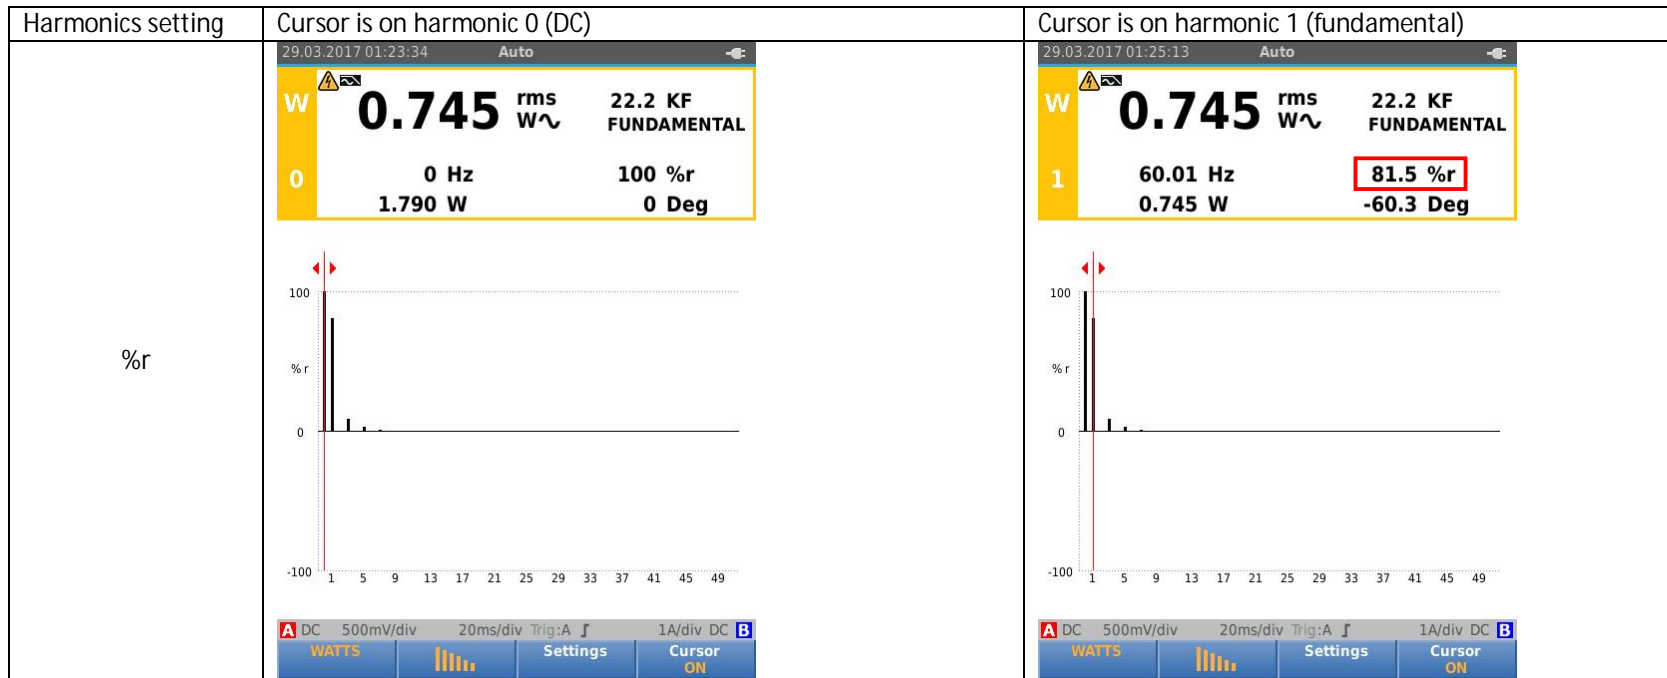 Harmonics setting
Cursor is on harmonic 0 (DC)
Cursor is on harmonic 1 (fundamental)
%r
29.03.2017 01:23:34 Auto
W 0.745 rms W∿ 22.2 KF
FUNDAMENTAL
0 0 Hz 100 %r
1.790 W 0 Deg
100
% r
0
-100
1 5 9 13 17 21 25 29 33 37 41 45 49
A DC 500mV/div 20ms/div Trig:A 1A/div DC B
WATTS Settings Cursor
ON
29.03.2017 01:25:13 Auto
W 0.745 rms W∿ 22.2 KF
FUNDAMENTAL
1 60.01 Hz 81.5 %r
0.745 W -60.3 Deg
100
% r
0
-100
1 5 9 13 17 21 25 29 33 37 41 45 49
A DC 500mV/div 20ms/div Trig:A 1A/div DC B
WATTS Settings Cursor
ON